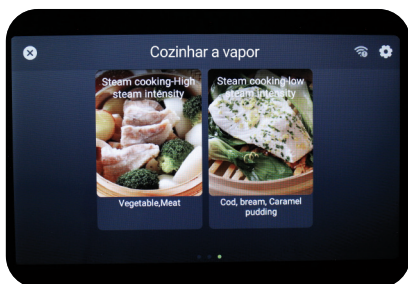 Cozinhar a vapor
Steam cooking-High
steam intensity
Steam cooking-low
steam intensity
Vegetable,Meat
Cod, bream, Caramel
pudding